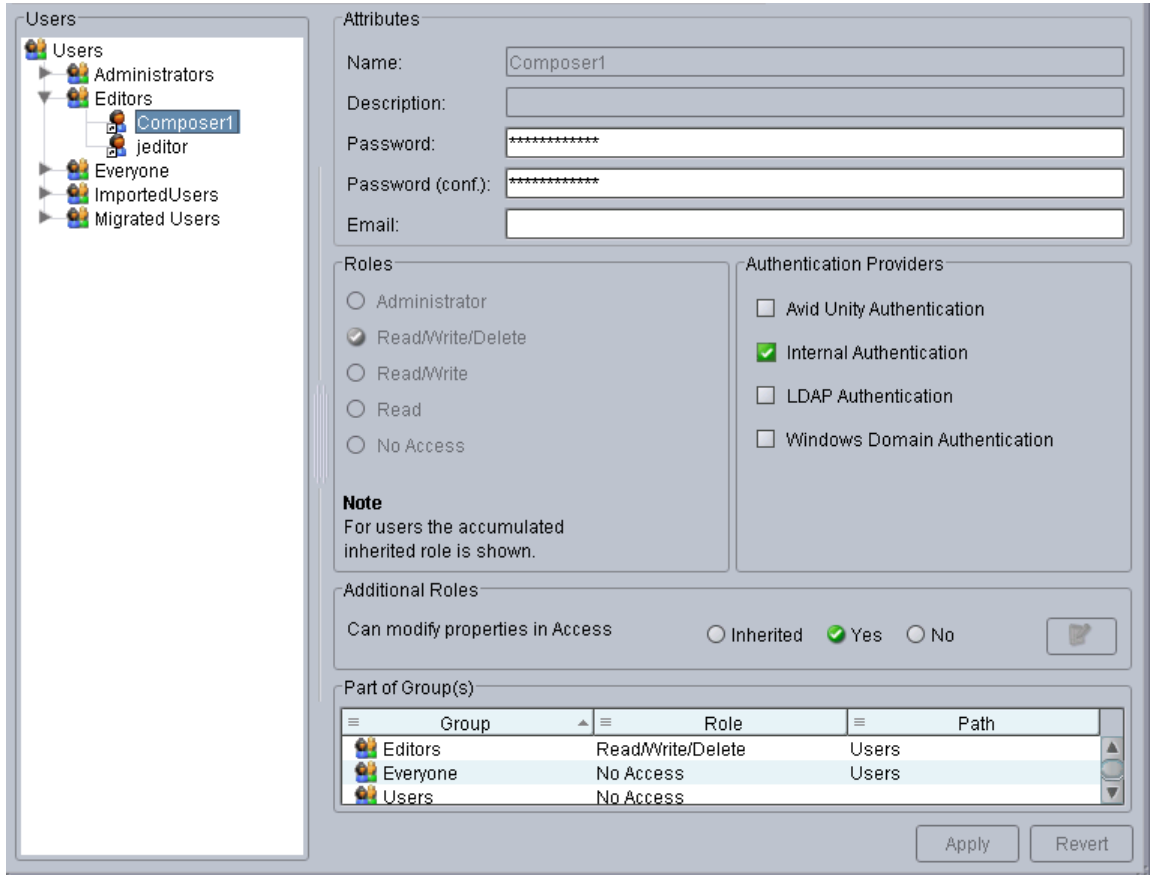 Users
Users
Administrators
Editors
Composer1
jeditor
Everyone
ImportedUsers
Migrated Users
Attributes
Name: Composer1
Description:
Password: ************
Password (conf.): ************
Email:
Roles
Administrator
Read/Write/Delete
Read/Write
Read
No Access
Note
For users the accumulated
inherited role is shown.
Authentication Providers
Avid Unity Authentication
Internal Authentication
LDAP Authentication
Windows Domain Authentication
Additional Roles
Can modify properties in Access Inherited Yes No
Part of Group(s)
Group Role Path
Editors Read/Write/Delete Users
Everyone No Access Users
Users No Access
Apply Revert